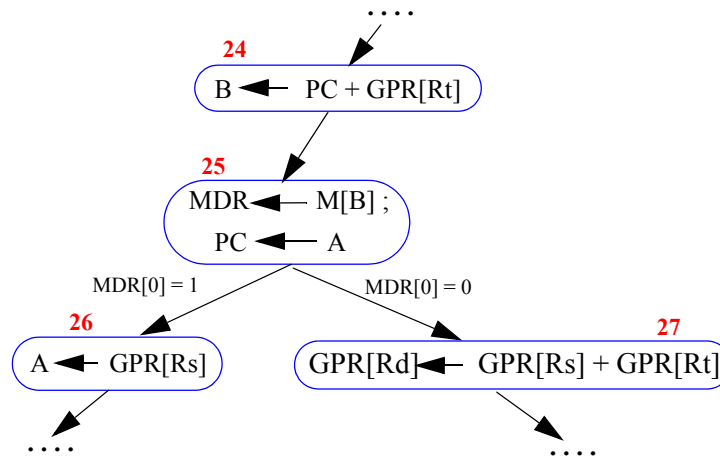 ....
24
B ← PC + GPR[Rt]
25
MDR ← M[B] ;
PC ← A
MDR[0] = 1
MDR[0] = 0
26
27
A ← GPR[Rs]
GPR[Rd] ← GPR[Rs] + GPR[Rt]
....
....